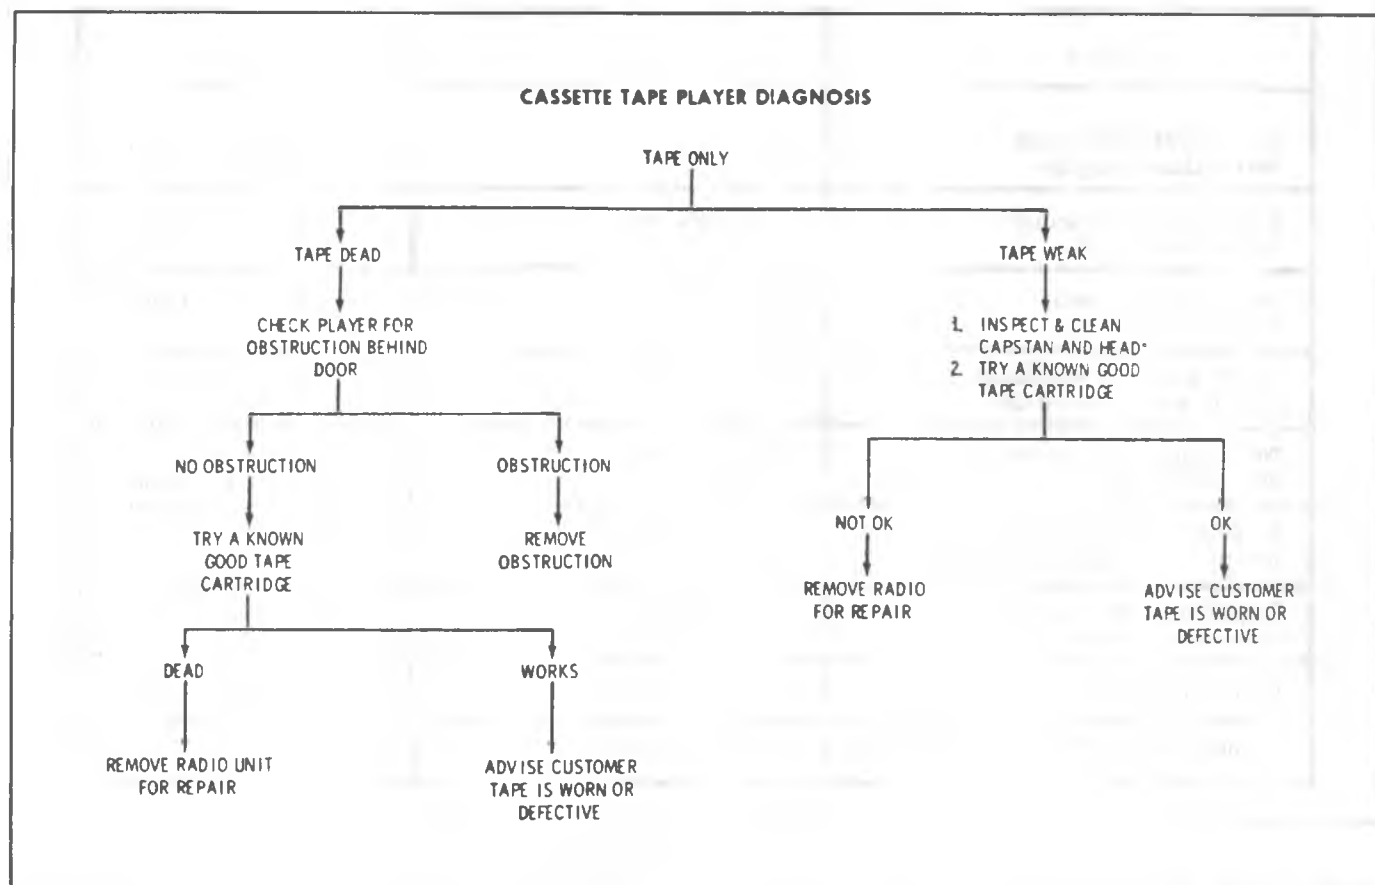 CASSETTE TAPE PLAYER DIAGNOSIS
TAPE ONLY
TAPE DEAD
CHECK PLAYER FOR
OBSTRUCTION BEHIND
DOOR
NO OBSTRUCTION
TRY A KNOWN
GOOD TAPE
CARTRIDGE
DEAD
REMOVE RADIO UNIT
FOR REPAIR
WORKS
ADVISE CUSTOMER
TAPE IS WORN OR
DEFECTIVE
OBSTRUCTION
REMOVE
OBSTRUCTION
TAPE WEAK
1. INSPECT & CLEAN
CAPSTAN AND HEAD*
2. TRY A KNOWN GOOD
TAPE CARTRIDGE
NOT OK
REMOVE RADIO
FOR REPAIR
OK
ADVISE CUSTOMER
TAPE IS WORN OR
DEFECTIVE